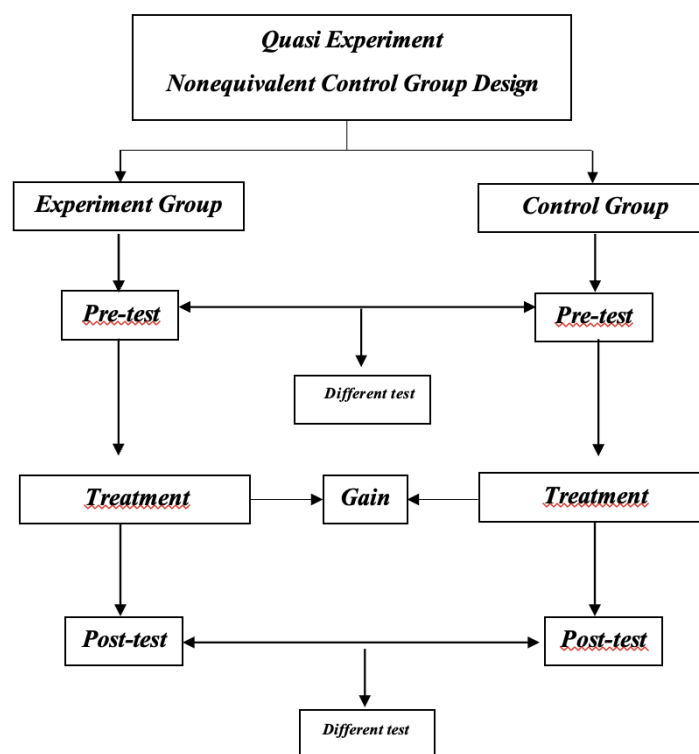 Quasi Experiment
Nonequivalent Control Group Design
Experiment Group
Control Group
Pre-test
Pre-test
Different test
Treatment
Gain
Treatment
Post-test
Post-test
Different test